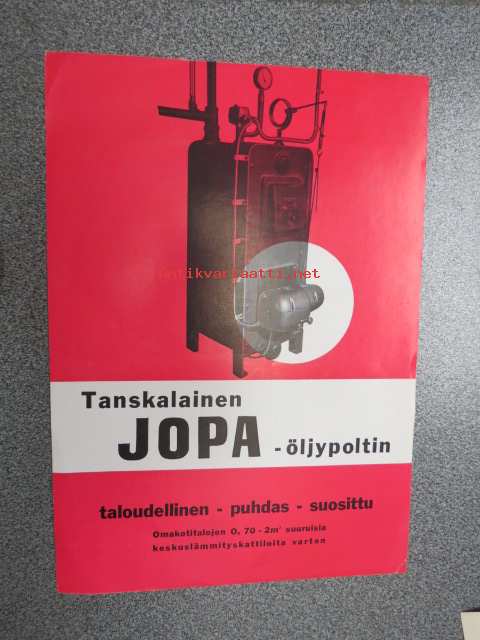 antikvariaatti.net
Tanskalainen
JOPA - öljypoltin
taloudellinen - puhdas - suosittu
Omakotitalojen 0,70 - 2m² suuruisia
keskuslämmityskattiloita varten